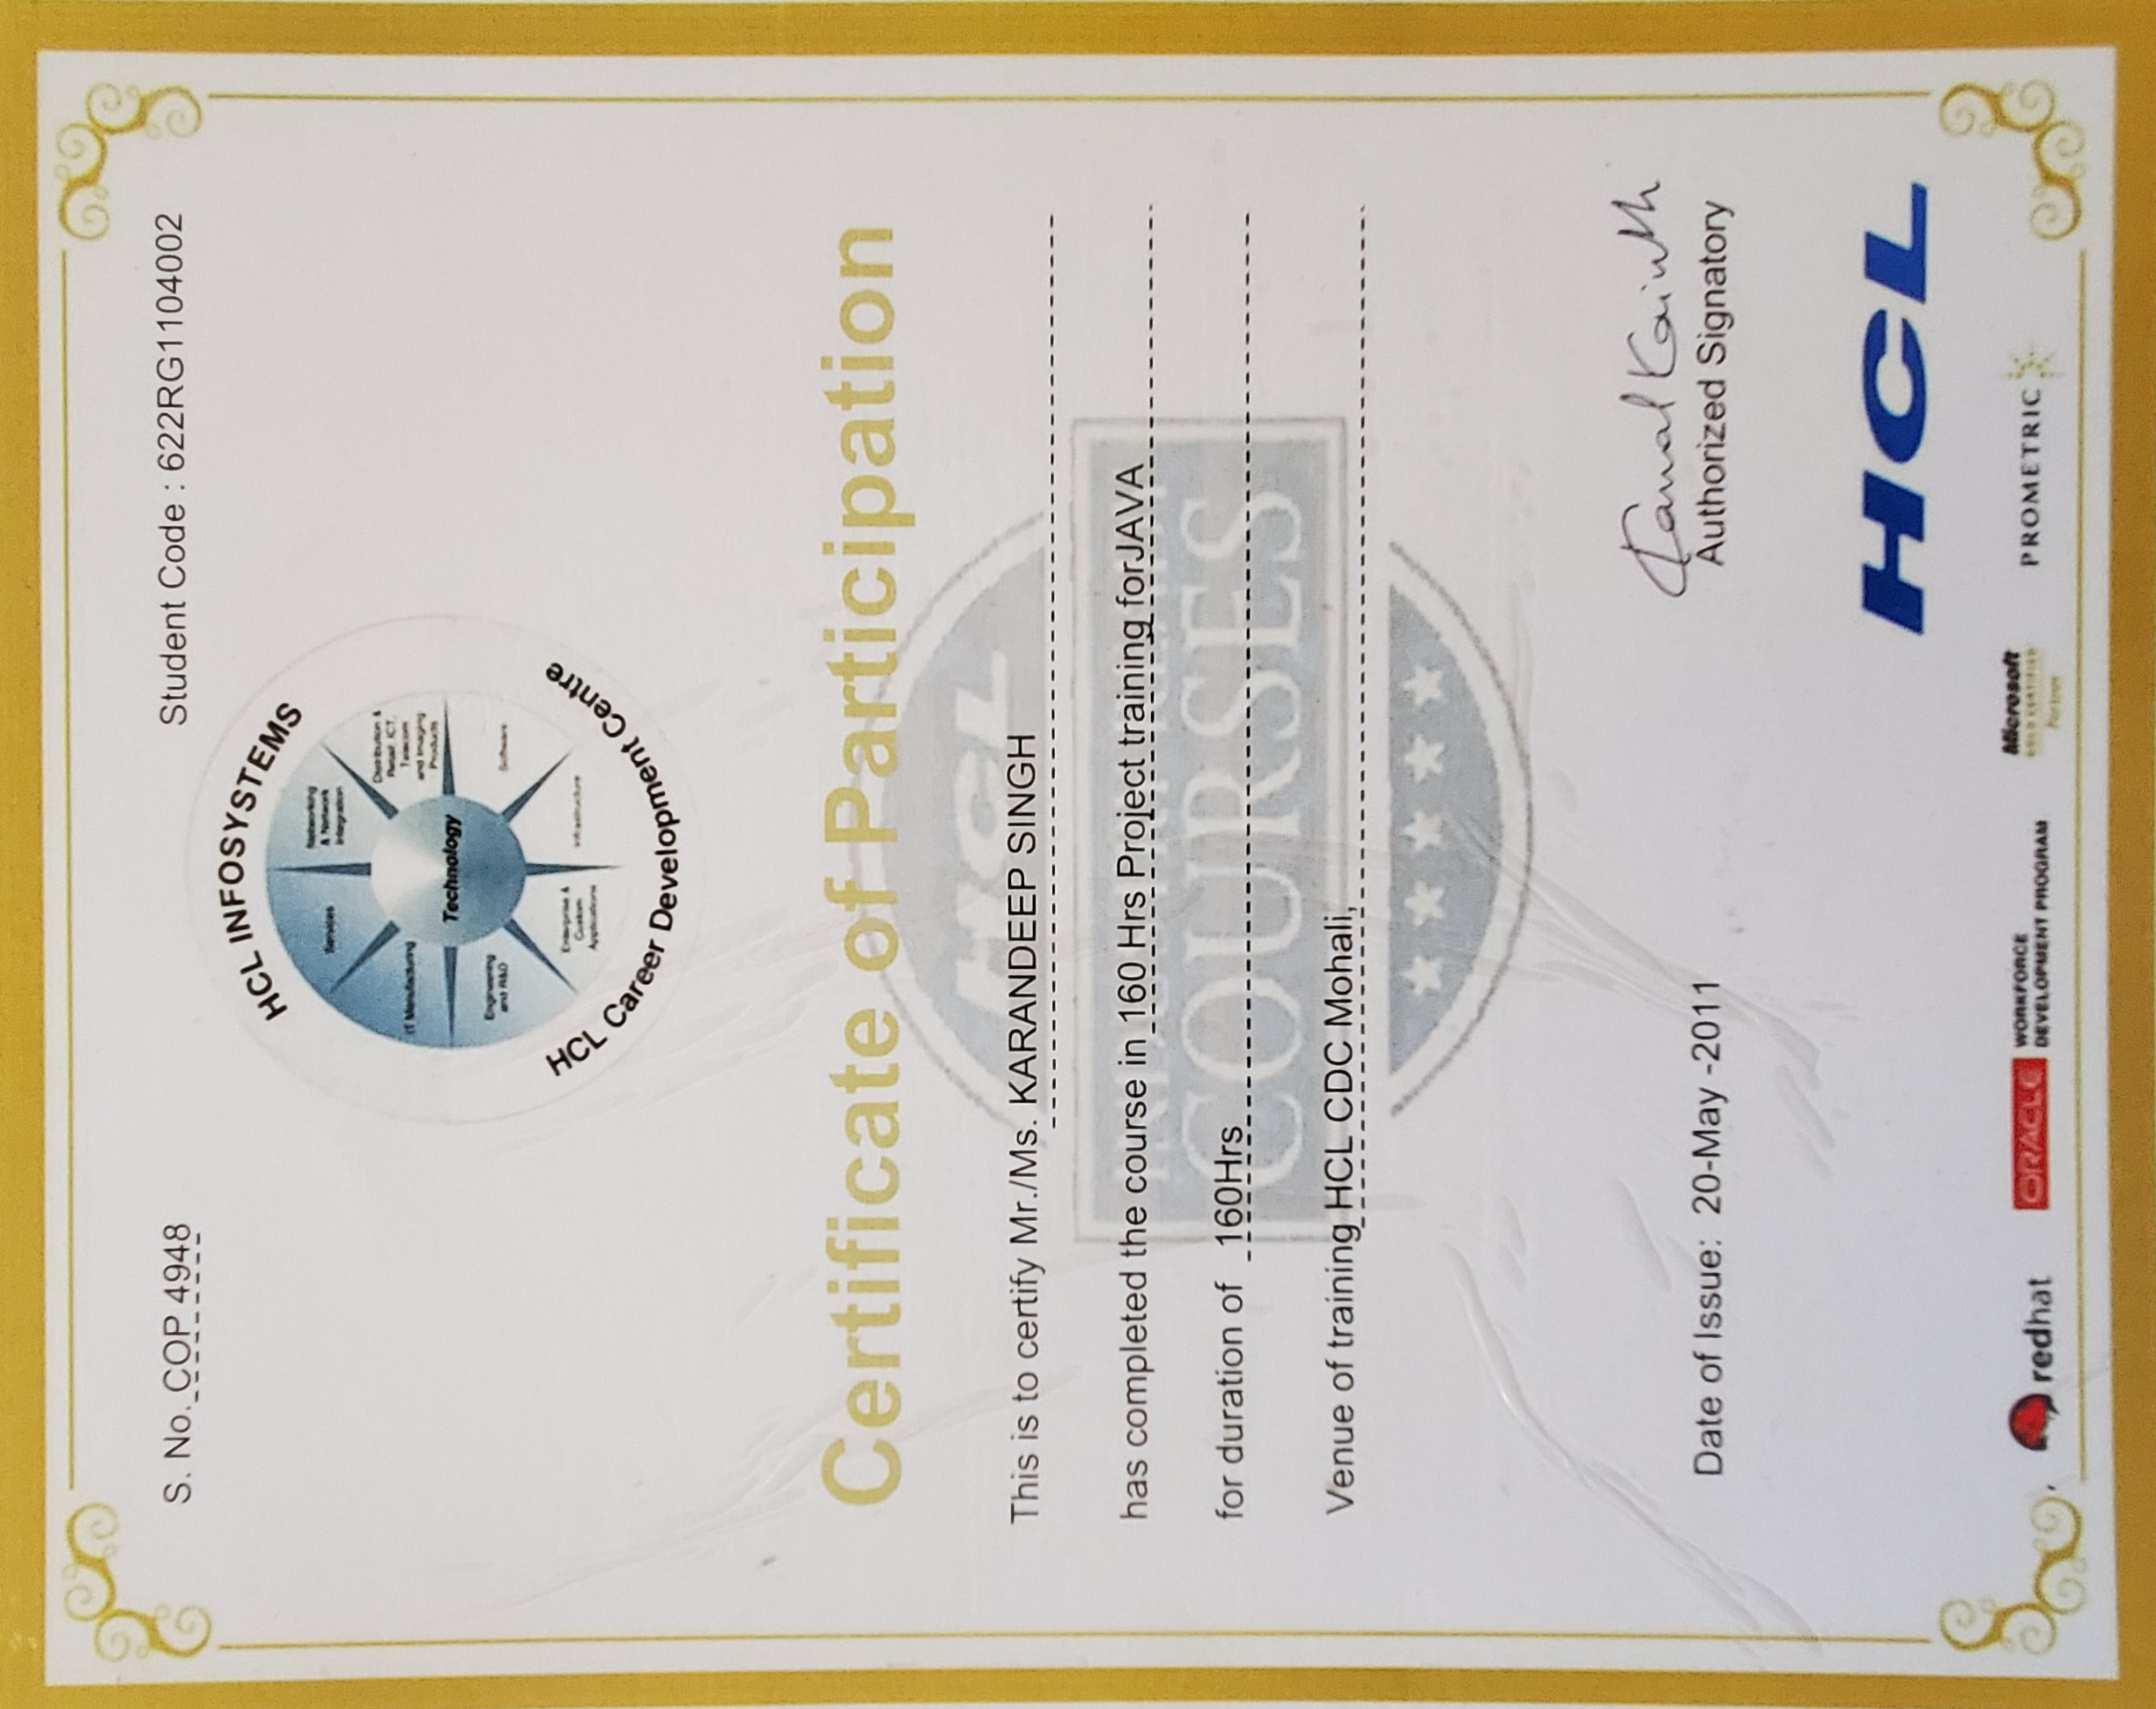 S. No. COP 4948
Student Code : 622RG1104002
HCL INFOSYSTEMS
Services
Networking
& Network
Integration
Distribution &
Retail, ICT,
Telecom
and Imaging
Products
IT Manufacturing
Technology
Engineering
and R&D
Software
Enterprise &
Custom
Applications
Infrastructure
HCL Career Development Centre
Certificate of Participation
HCL
This is to certify Mr./Ms. KARANDEEP SINGH
has completed the course in 160 Hrs Project training forJAVA
COURSES
for duration of 160Hrs
Venue of training HCL CDC Mohali,
Kamal Kainth
Date of Issue: 20-May -2011
Authorized Signatory
HCL
redhat
ORACLE
WORKFORCE
DEVELOPMENT PROGRAM
Microsoft
GOLD CERTIFIED
Partner
PROMETRIC